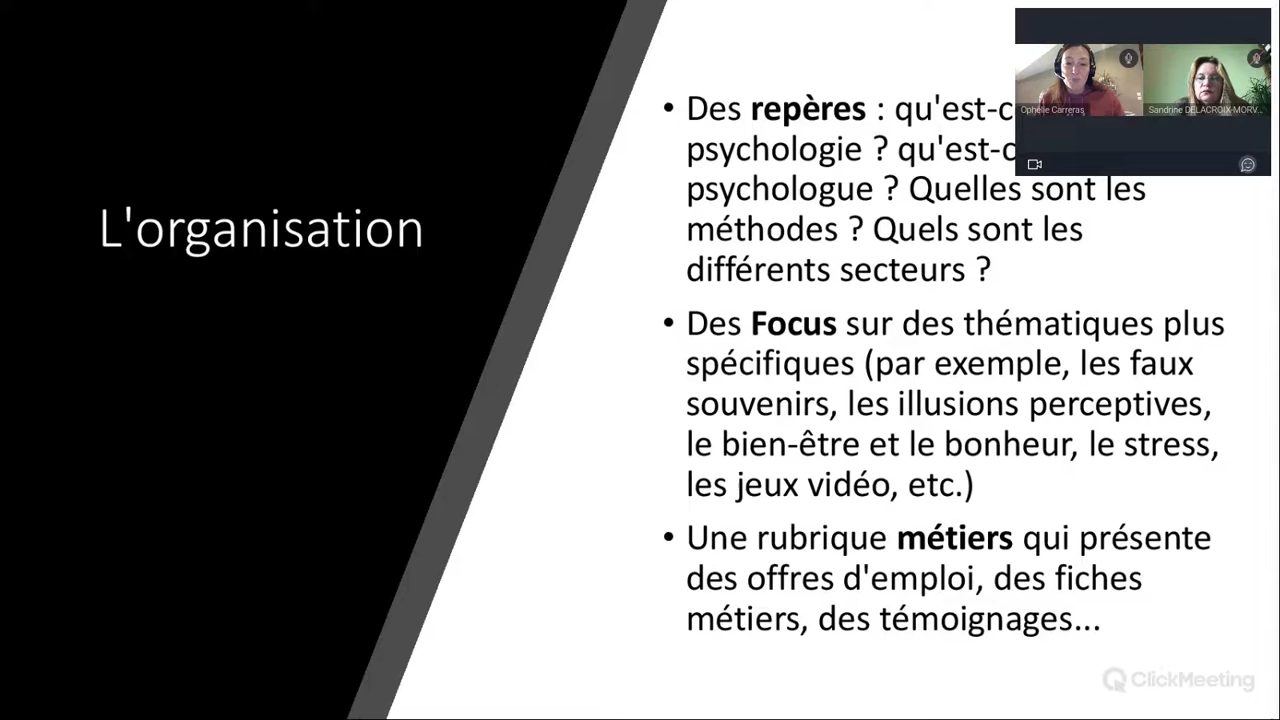 L'organisation
• Des repères : qu'est-c
psychologie ? qu'est-c
psychologue ? Quelles sont les
méthodes ? Quels sont les
différents secteurs ?
• Des Focus sur des thématiques plus
spécifiques (par exemple, les faux
souvenirs, les illusions perceptives,
le bien-être et le bonheur, le stress,
les jeux vidéo, etc.)
• Une rubrique métiers qui présente
des offres d'emploi, des fiches
métiers, des témoignages...
Ophélie Carreras
Sandrine DELACROIX-MORV...
ClickMeeting